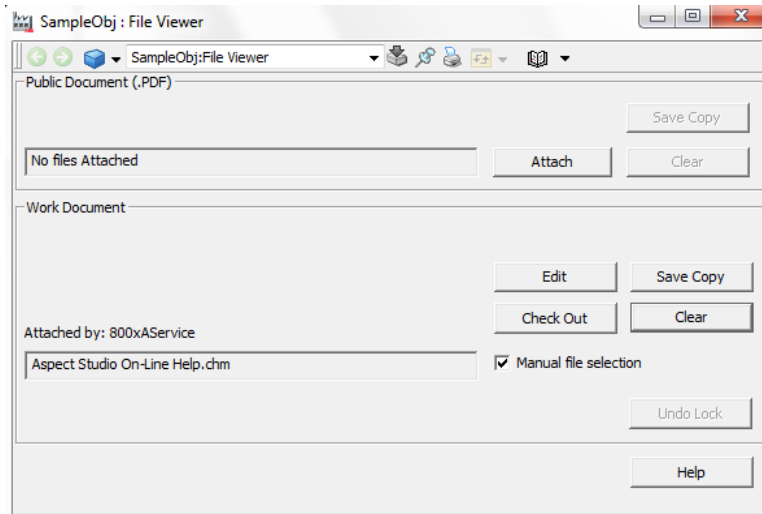 SampleObj : File Viewer
SampleObj:File Viewer
Public Document (.PDF)
Save Copy
No files Attached
Attach
Clear
Work Document
Edit
Save Copy
Check Out
Clear
Attached by: 800xAService
Aspect Studio On-Line Help.chm
Manual file selection
Undo Lock
Help